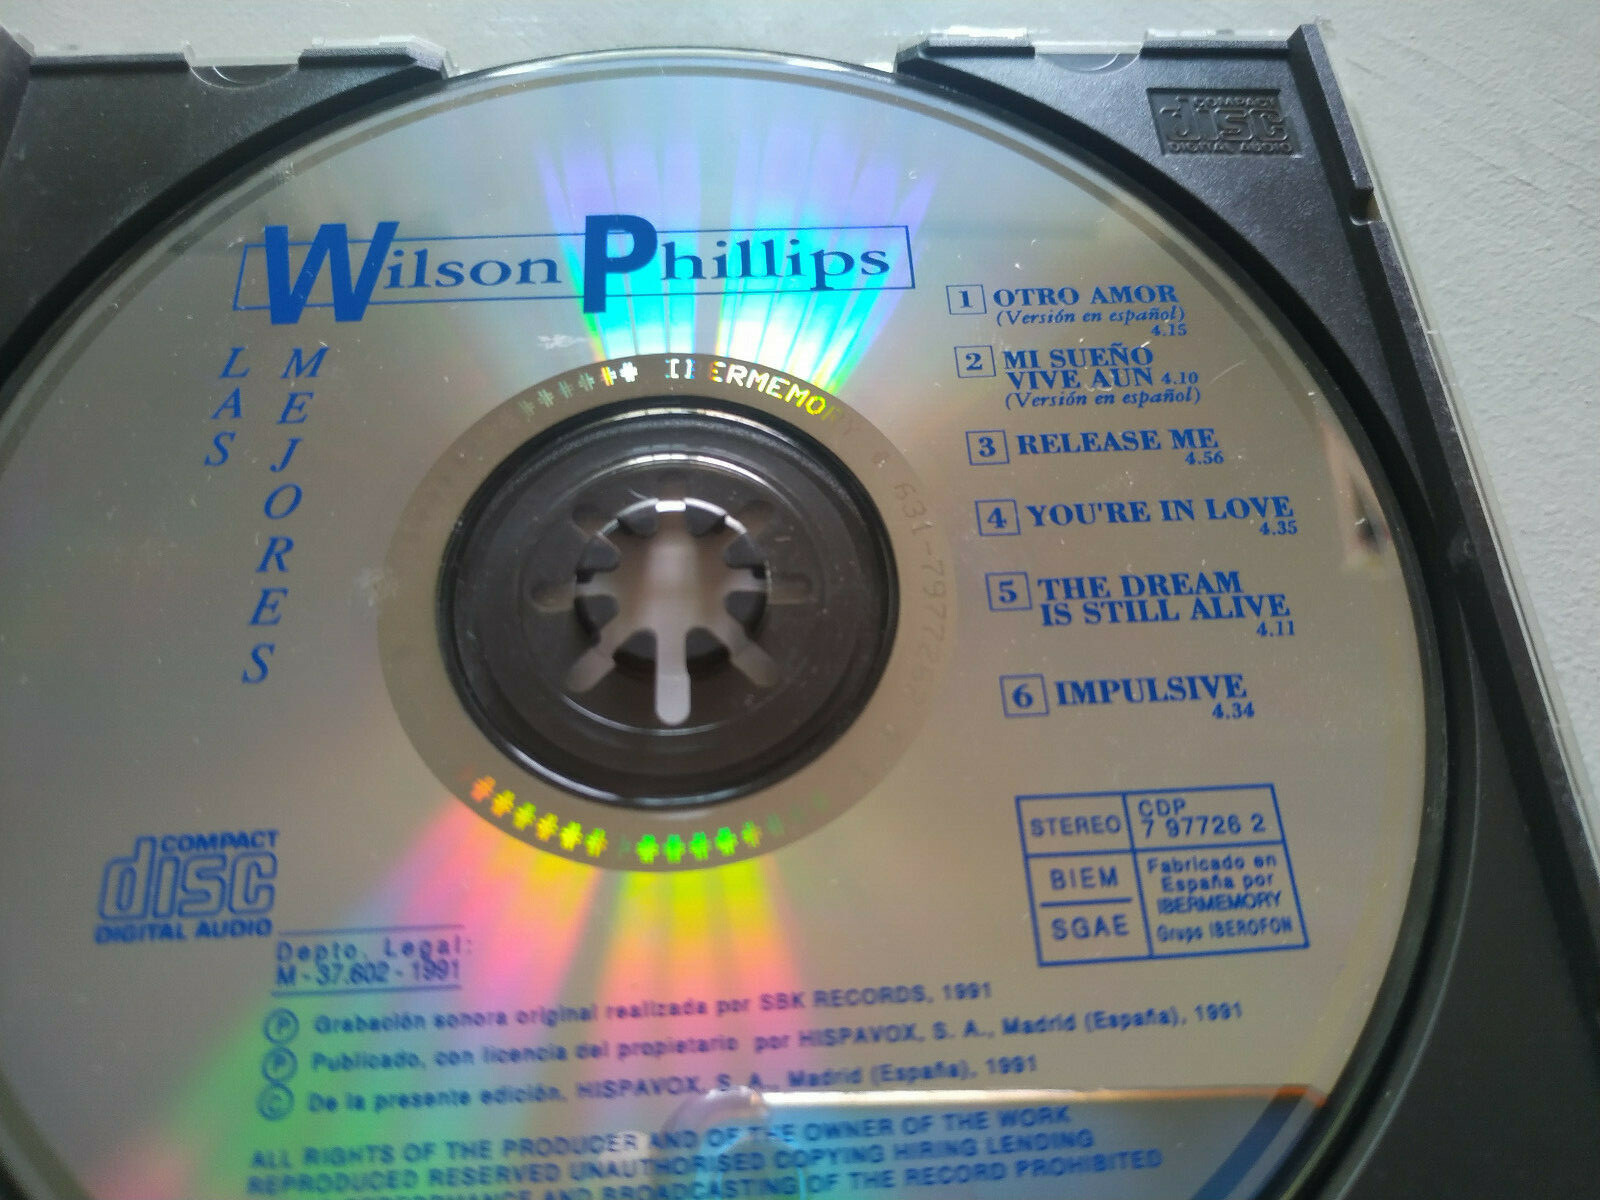 COMPACT
disc
DIGITAL AUDIO
Wilson Phillips
LAS
MEJORES
1 OTRO AMOR
(Versión en español)
4.15
2 MI SUEÑO
VIVE AUN 4.10
(Versión en español)
3 RELEASE ME
4.56
4 YOU'RE IN LOVE
4.35
5 THE DREAM
IS STILL ALIVE
4.11
6 IMPULSIVE
4.34
IBERMEMORY
STEREO
CDP
7 97726 2
BIEM
SGAE
Fabricado en
España por
IBERMEMORY
Grupo IBEROFON
COMPACT
disc
DIGITAL AUDIO
Depto. Legal:
M - 37.602 - 1991
Ⓟ Grabación sonora original realizada por SBK RECORDS, 1991
Ⓟ Publicado, con licencia del propietario por HISPAVOX, S. A., Madrid (España), 1991
Ⓒ De la presente edición, HISPAVOX, S. A., Madrid (España), 1991
ALL RIGHTS OF THE PRODUCER AND OF THE OWNER OF THE WORK
REPRODUCED RESERVED UNAUTHORISED COPYING HIRING LENDING
AND BROADCASTING OF THE RECORD PROHIBITED